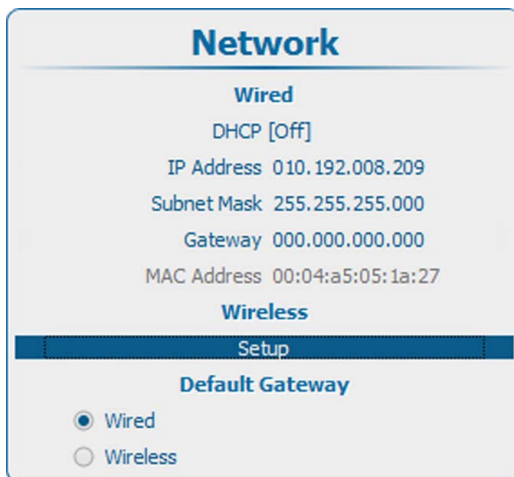 Network
Wired
DHCP [Off]
IP Address 010.192.008.209
Subnet Mask 255.255.255.000
Gateway 000.000.000.000
MAC Address 00:04:a5:05:1a:27
Wireless
Setup
Default Gateway
Wired
Wireless